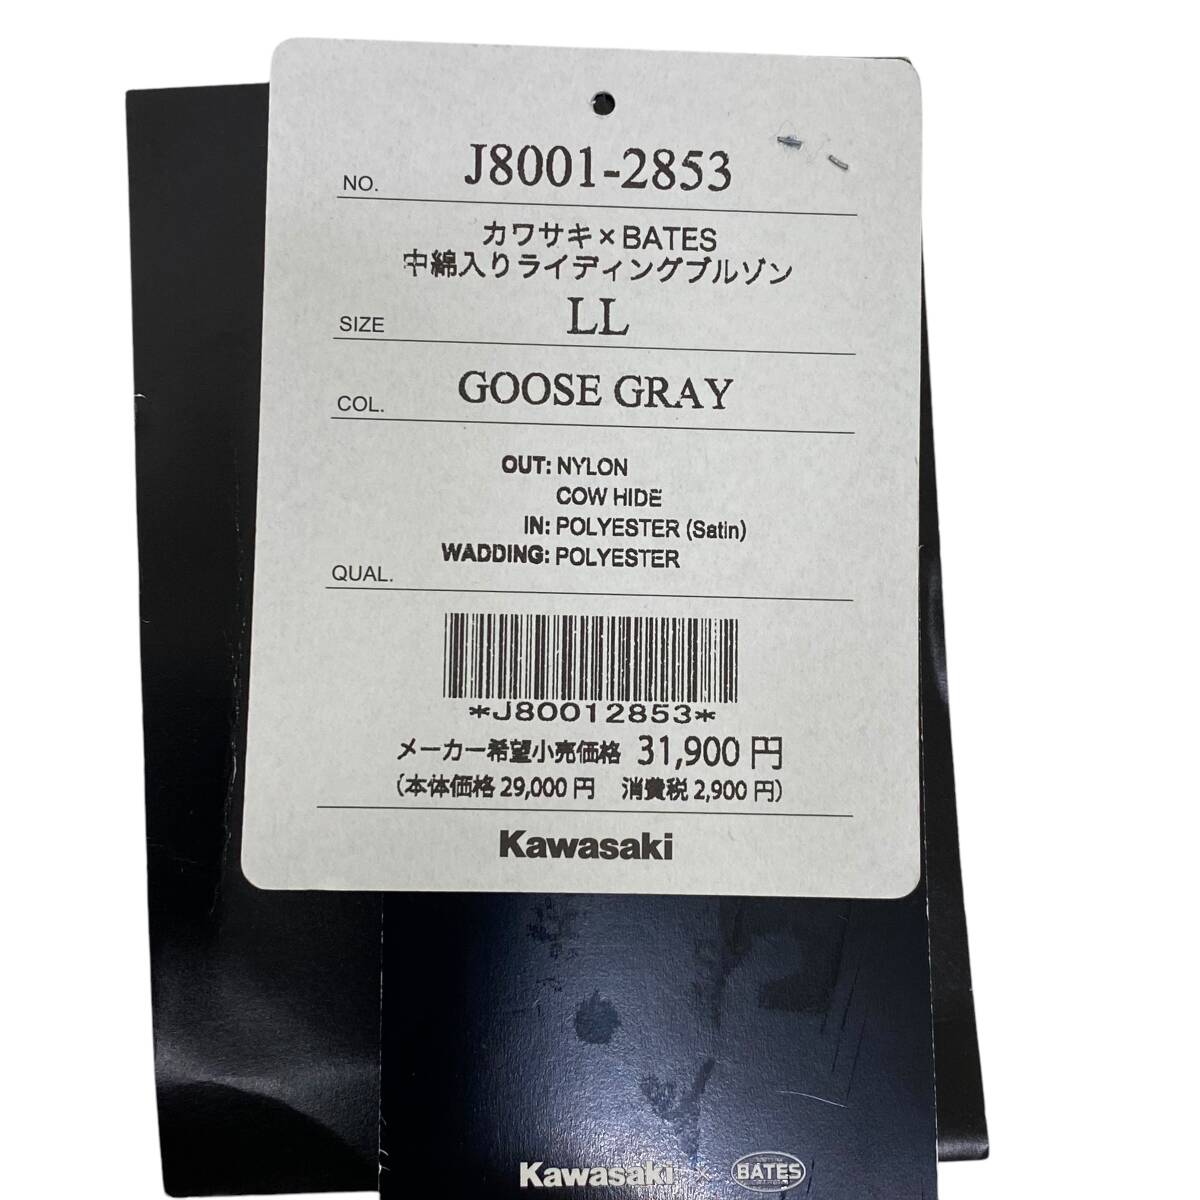 NO. J8001-2853
カワサキ×BATES
中綿入りライディングブルゾン
SIZE LL
COL. GOOSE GRAY
OUT: NYLON
COW HIDE
IN: POLYESTER (Satin)
WADDING: POLYESTER
QUAL.
*J80012853*
メーカー希望小売価格 31,900 円
(本体価格 29,000 円 消費税 2,900 円)
Kawasaki
Kawasaki × BATES